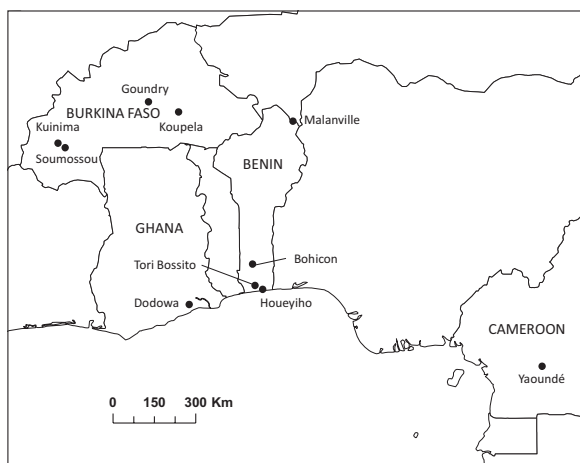 Goundry
BURKINA FASO
Koupela
Malanville
Kuinima
Soumossou
BENIN
GHANA
Tori Bossito
Bohicon
Dodowa
Houeyiho
CAMEROON
Yaoundé
0 150 300 Km